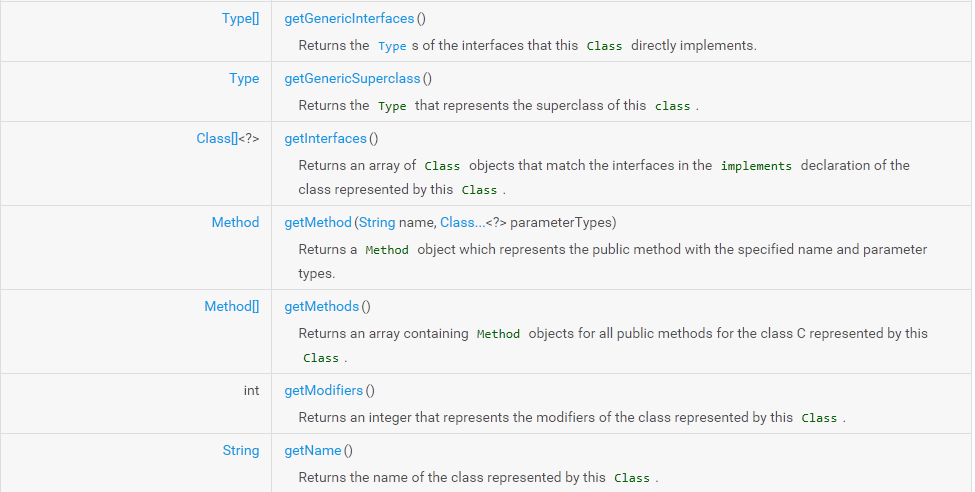 Type[] getGenericInterfaces()
Returns the Type s of the interfaces that this Class directly implements.
Type getGenericSuperclass()
Returns the Type that represents the superclass of this class .
Class[]<?> getInterfaces()
Returns an array of Class objects that match the interfaces in the implements declaration of the
class represented by this Class .
Method getMethod(String name, Class...<?> parameterTypes)
Returns a Method object which represents the public method with the specified name and parameter
types.
Method[] getMethods()
Returns an array containing Method objects for all public methods for the class C represented by this
Class .
int getModifiers()
Returns an integer that represents the modifiers of the class represented by this Class .
String getName()
Returns the name of the class represented by this Class .